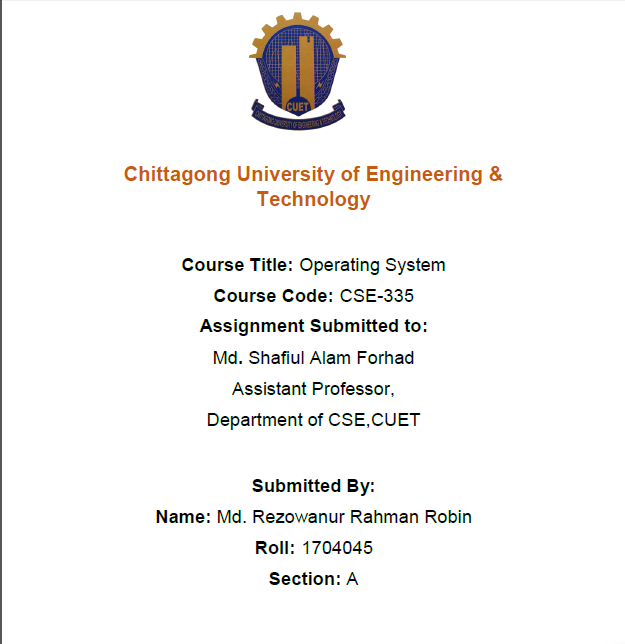 CUET
CHITTAGONG UNIVERSITY OF ENGINEERING & TECHNOLOGY
Chittagong University of Engineering &
Technology
Course Title: Operating System
Course Code: CSE-335
Assignment Submitted to:
Md. Shafiul Alam Forhad
Assistant Professor,
Department of CSE,CUET
Submitted By:
Name: Md. Rezowanur Rahman Robin
Roll: 1704045
Section: A